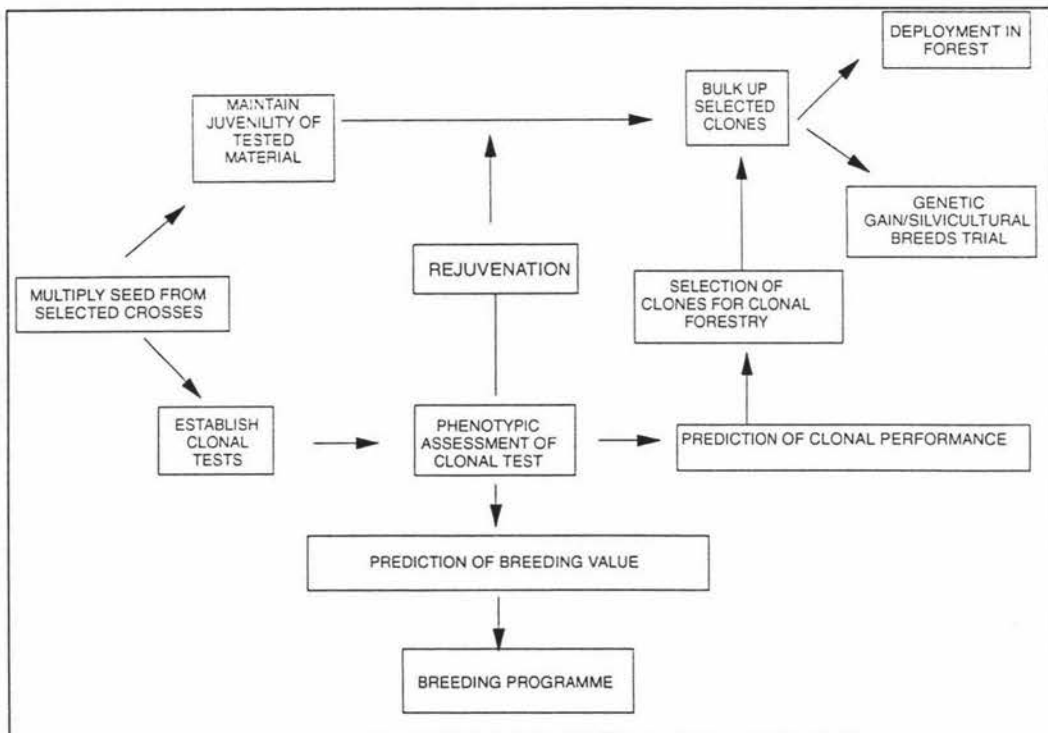 DEPLOYMENT IN
FOREST
MAINTAIN
JUVENILITY OF
TESTED
MATERIAL
BULK UP
SELECTED
CLONES
GENETIC
GAIN/SILVICULTURAL
BREEDS TRIAL
REJUVENATION
MULTIPLY SEED FROM
SELECTED CROSSES
SELECTION OF
CLONES FOR CLONAL
FORESTRY
ESTABLISH
CLONAL
TESTS
PHENOTYPIC
ASSESSMENT OF
CLONAL TEST
PREDICTION OF CLONAL PERFORMANCE
PREDICTION OF BREEDING VALUE
BREEDING PROGRAMME